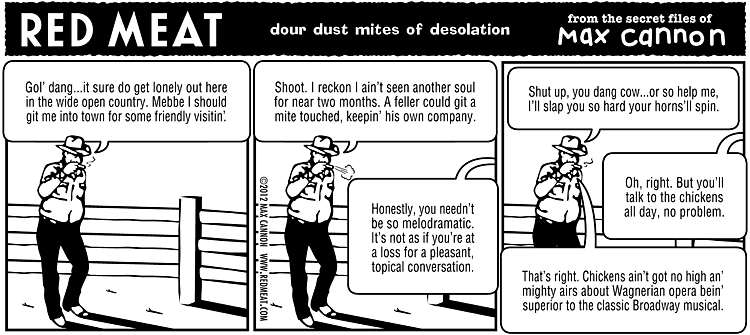 RED MEAT
dour dust mites of desolation
from the secret files of
Max cannon
Gol' dang...it sure do get lonely out here
in the wide open country. Mebbe I should
git me into town for some friendly visitin'.
Shoot. I reckon I ain't seen another soul
for near two months. A feller could git a
mite touched, keepin' his own company.
©2012 MAX CANNON. WWW.REDMEAT.COM
Honestly, you needn't
be so melodramatic.
It's not as if you're at
a loss for a pleasant,
topical conversation.
Shut up, you dang cow...or so help me,
I'll slap you so hard your horns'll spin.
Oh, right. But you'll
talk to the chickens
all day, no problem.
That's right. Chickens ain't got no high an'
mighty airs about Wagnerian opera bein'
superior to the classic Broadway musical.